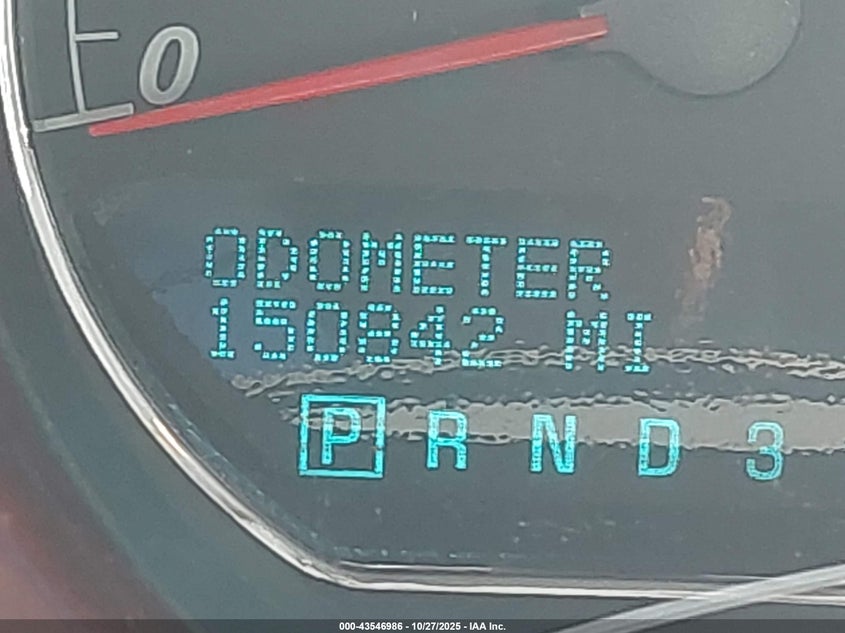 0
ODOMETER
150842 MI
P R N D 3
000-43546986 - 10/27/2025 - IAA Inc.